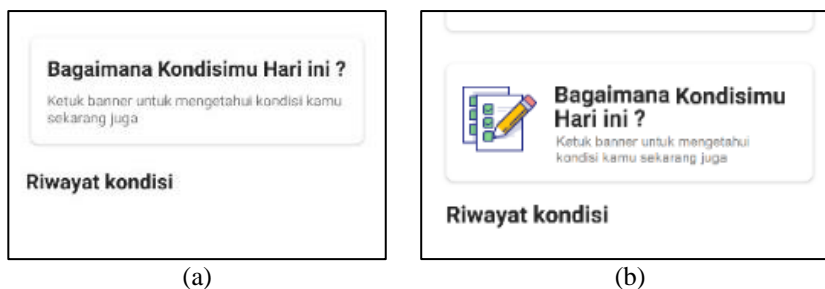 Bagaimana Kondisimu Hari ini ?
Ketuk banner untuk mengetahui kondisi kamu
sekarang juga
Riwayat kondisi
(a)
Bagaimana Kondisimu
Hari ini ?
Ketuk banner untuk mengetahui
kondisi kamu sekarang juga
Riwayat kondisi
(b)